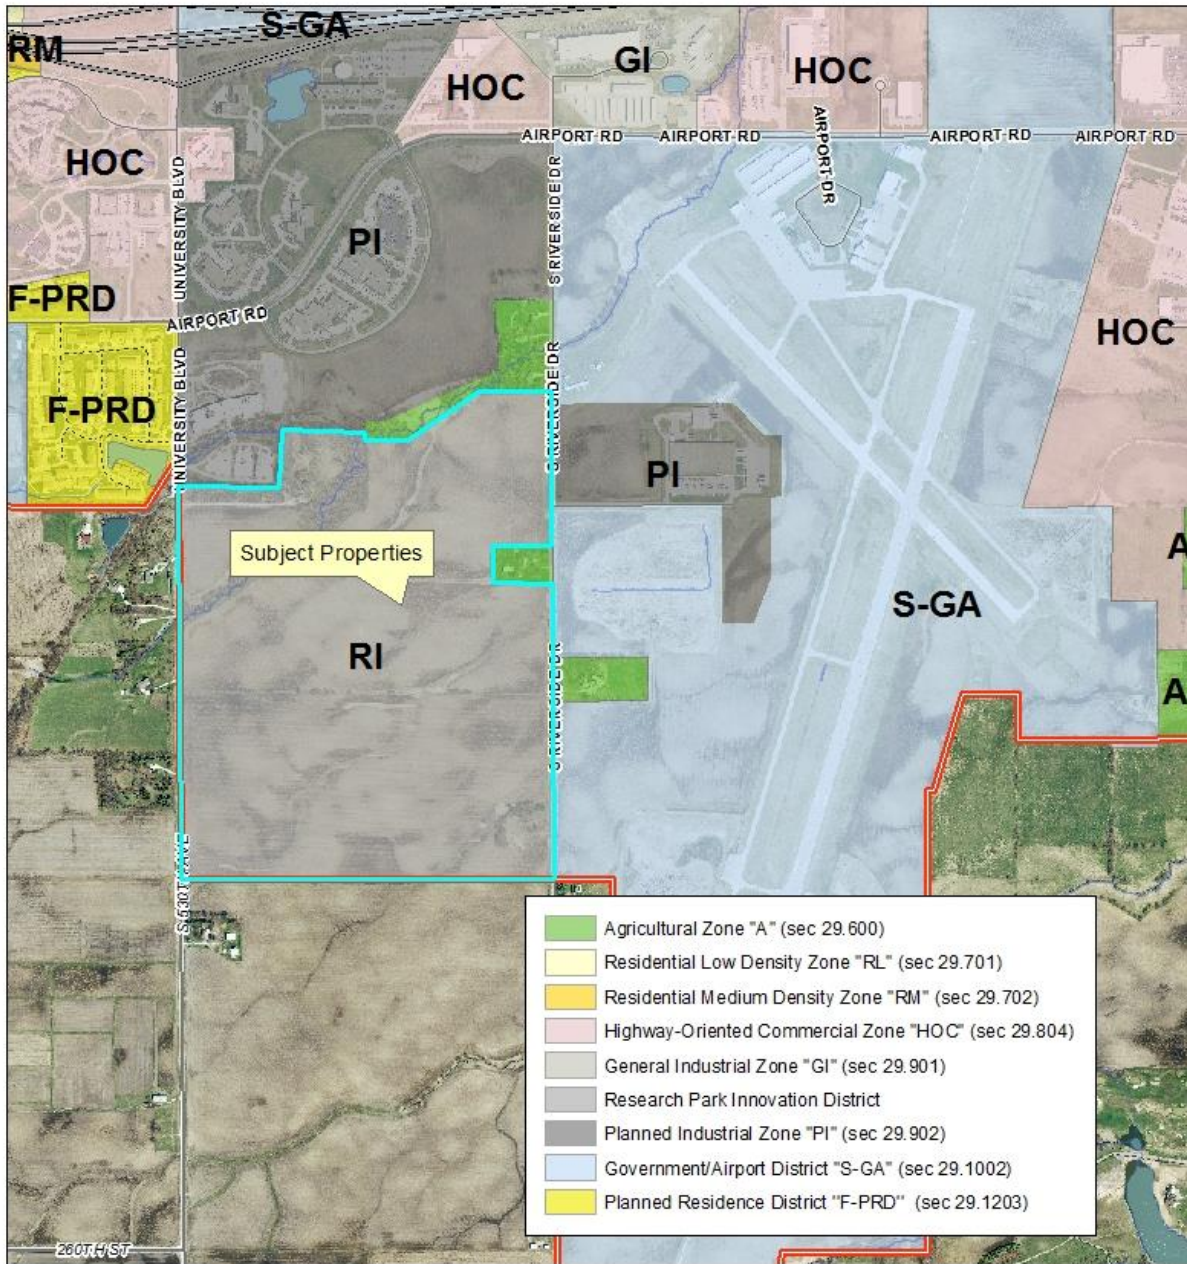 S-GA
RM
GI
HOC
HOC
AIRPORT RD
AIRPORT RD
AIRPORT RD
AIRPORT RD
HOC
UNIVERSITY BLVD
AIRPORT DR
S RIVERSIDE DR
PI
F-PRD
AIRPORT RD
HOC
UNIVERSITY BLVD
S RIVERSIDE DR
F-PRD
PI
Subject Properties
A
S-GA
RI
S RIVERSIDE DR
A
S 530TH AVE
Agricultural Zone "A" (sec 29.600)
Residential Low Density Zone "RL" (sec 29.701)
Residential Medium Density Zone "RM" (sec 29.702)
Highway-Oriented Commercial Zone "HOC" (sec 29.804)
General Industrial Zone "GI" (sec 29.901)
Research Park Innovation District
Planned Industrial Zone "PI" (sec 29.902)
Government/Airport District "S-GA" (sec 29.1002)
Planned Residence District "F-PRD" (sec 29.1203)
260TH ST